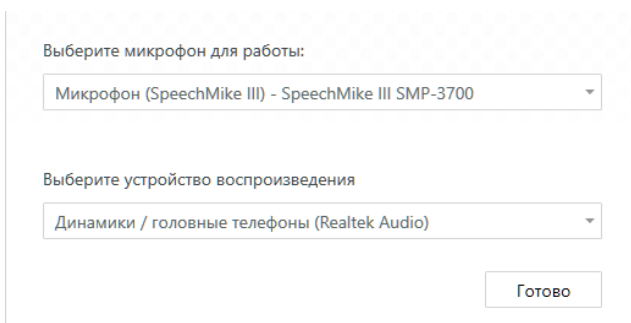 Выберите микрофон для работы:
Микрофон (SpeechMike III) - SpeechMike III SMP-3700
Выберите устройство воспроизведения
Динамики / головные телефоны (Realtek Audio)
Готово